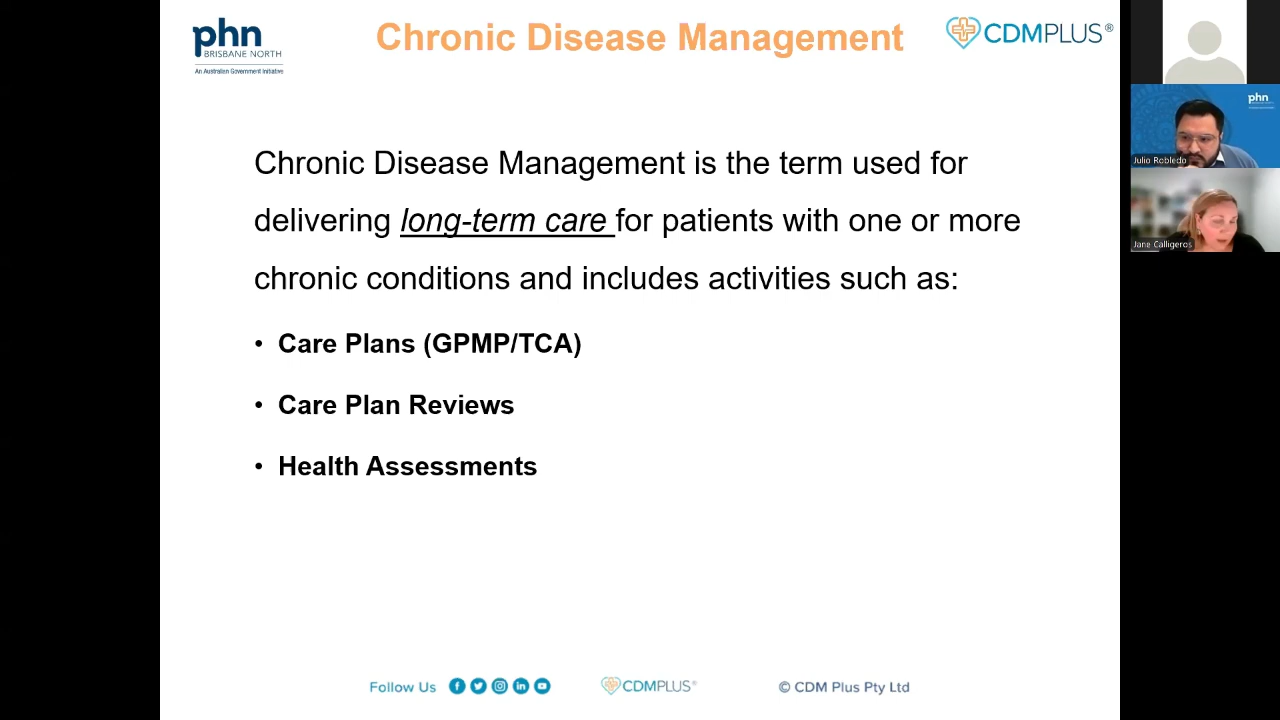 phn
BRISBANE NORTH
An Australian Government Initiative
Chronic Disease Management
CDMPLUS®
Chronic Disease Management is the term used for
delivering long-term care for patients with one or more
chronic conditions and includes activities such as:
• Care Plans (GPMP/TCA)
• Care Plan Reviews
• Health Assessments
Follow Us
CDMPLUS®
© CDM Plus Pty Ltd
phn
Julio Robledo
Jane Calligeros